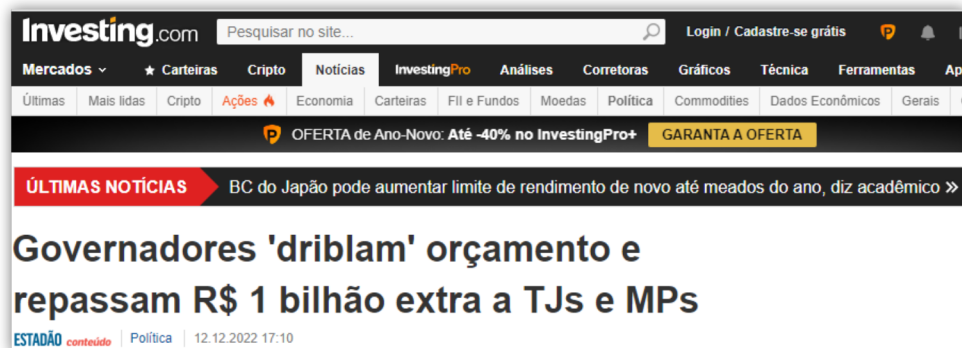 Investing.com Pesquisar no site... Login / Cadastre-se grátis
Mercados Carteiras Cripto Notícias InvestingPro Análises Corretoras Gráficos Técnica Ferramentas Ap
Últimas Mais lidas Cripto Ações Economia Carteiras FII e Fundos Moedas Política Commodities Dados Econômicos Gerais
P OFERTA de Ano-Novo: Até -40% no InvestingPro+ GARANTA A OFERTA
ÚLTIMAS NOTÍCIAS BC do Japão pode aumentar limite de rendimento de novo até meados do ano, diz acadêmico »
Governadores 'driblam' orçamento e
repassam R$ 1 bilhão extra a TJs e MPs
ESTADÃO conteúdo Política 12.12.2022 17:10